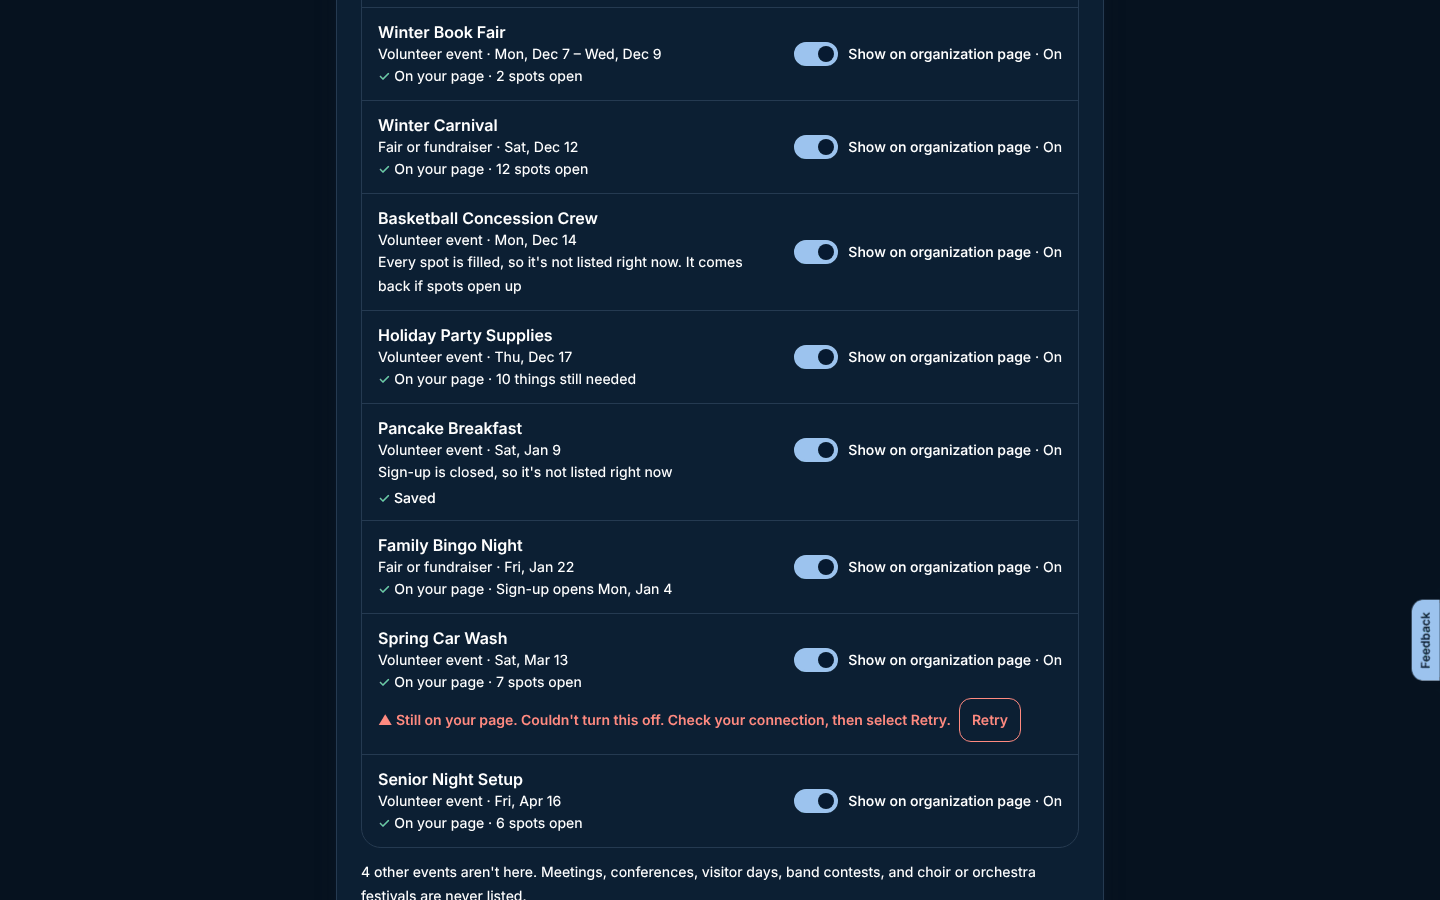 Winter Book Fair
Volunteer event · Mon, Dec 7 – Wed, Dec 9
✓ On your page · 2 spots open
Show on organization page · On
Winter Carnival
Fair or fundraiser · Sat, Dec 12
✓ On your page · 12 spots open
Show on organization page · On
Basketball Concession Crew
Volunteer event · Mon, Dec 14
Every spot is filled, so it's not listed right now. It comes
back if spots open up
Show on organization page · On
Holiday Party Supplies
Volunteer event · Thu, Dec 17
✓ On your page · 10 things still needed
Show on organization page · On
Pancake Breakfast
Volunteer event · Sat, Jan 9
Sign-up is closed, so it's not listed right now
✓ Saved
Show on organization page · On
Family Bingo Night
Fair or fundraiser · Fri, Jan 22
✓ On your page · Sign-up opens Mon, Jan 4
Show on organization page · On
Spring Car Wash
Volunteer event · Sat, Mar 13
✓ On your page · 7 spots open
Show on organization page · On
▲ Still on your page. Couldn't turn this off. Check your connection, then select Retry.
Retry
Senior Night Setup
Volunteer event · Fri, Apr 16
✓ On your page · 6 spots open
Show on organization page · On
4 other events aren't here. Meetings, conferences, visitor days, band contests, and choir or orchestra
festivals are never listed.
Feedback